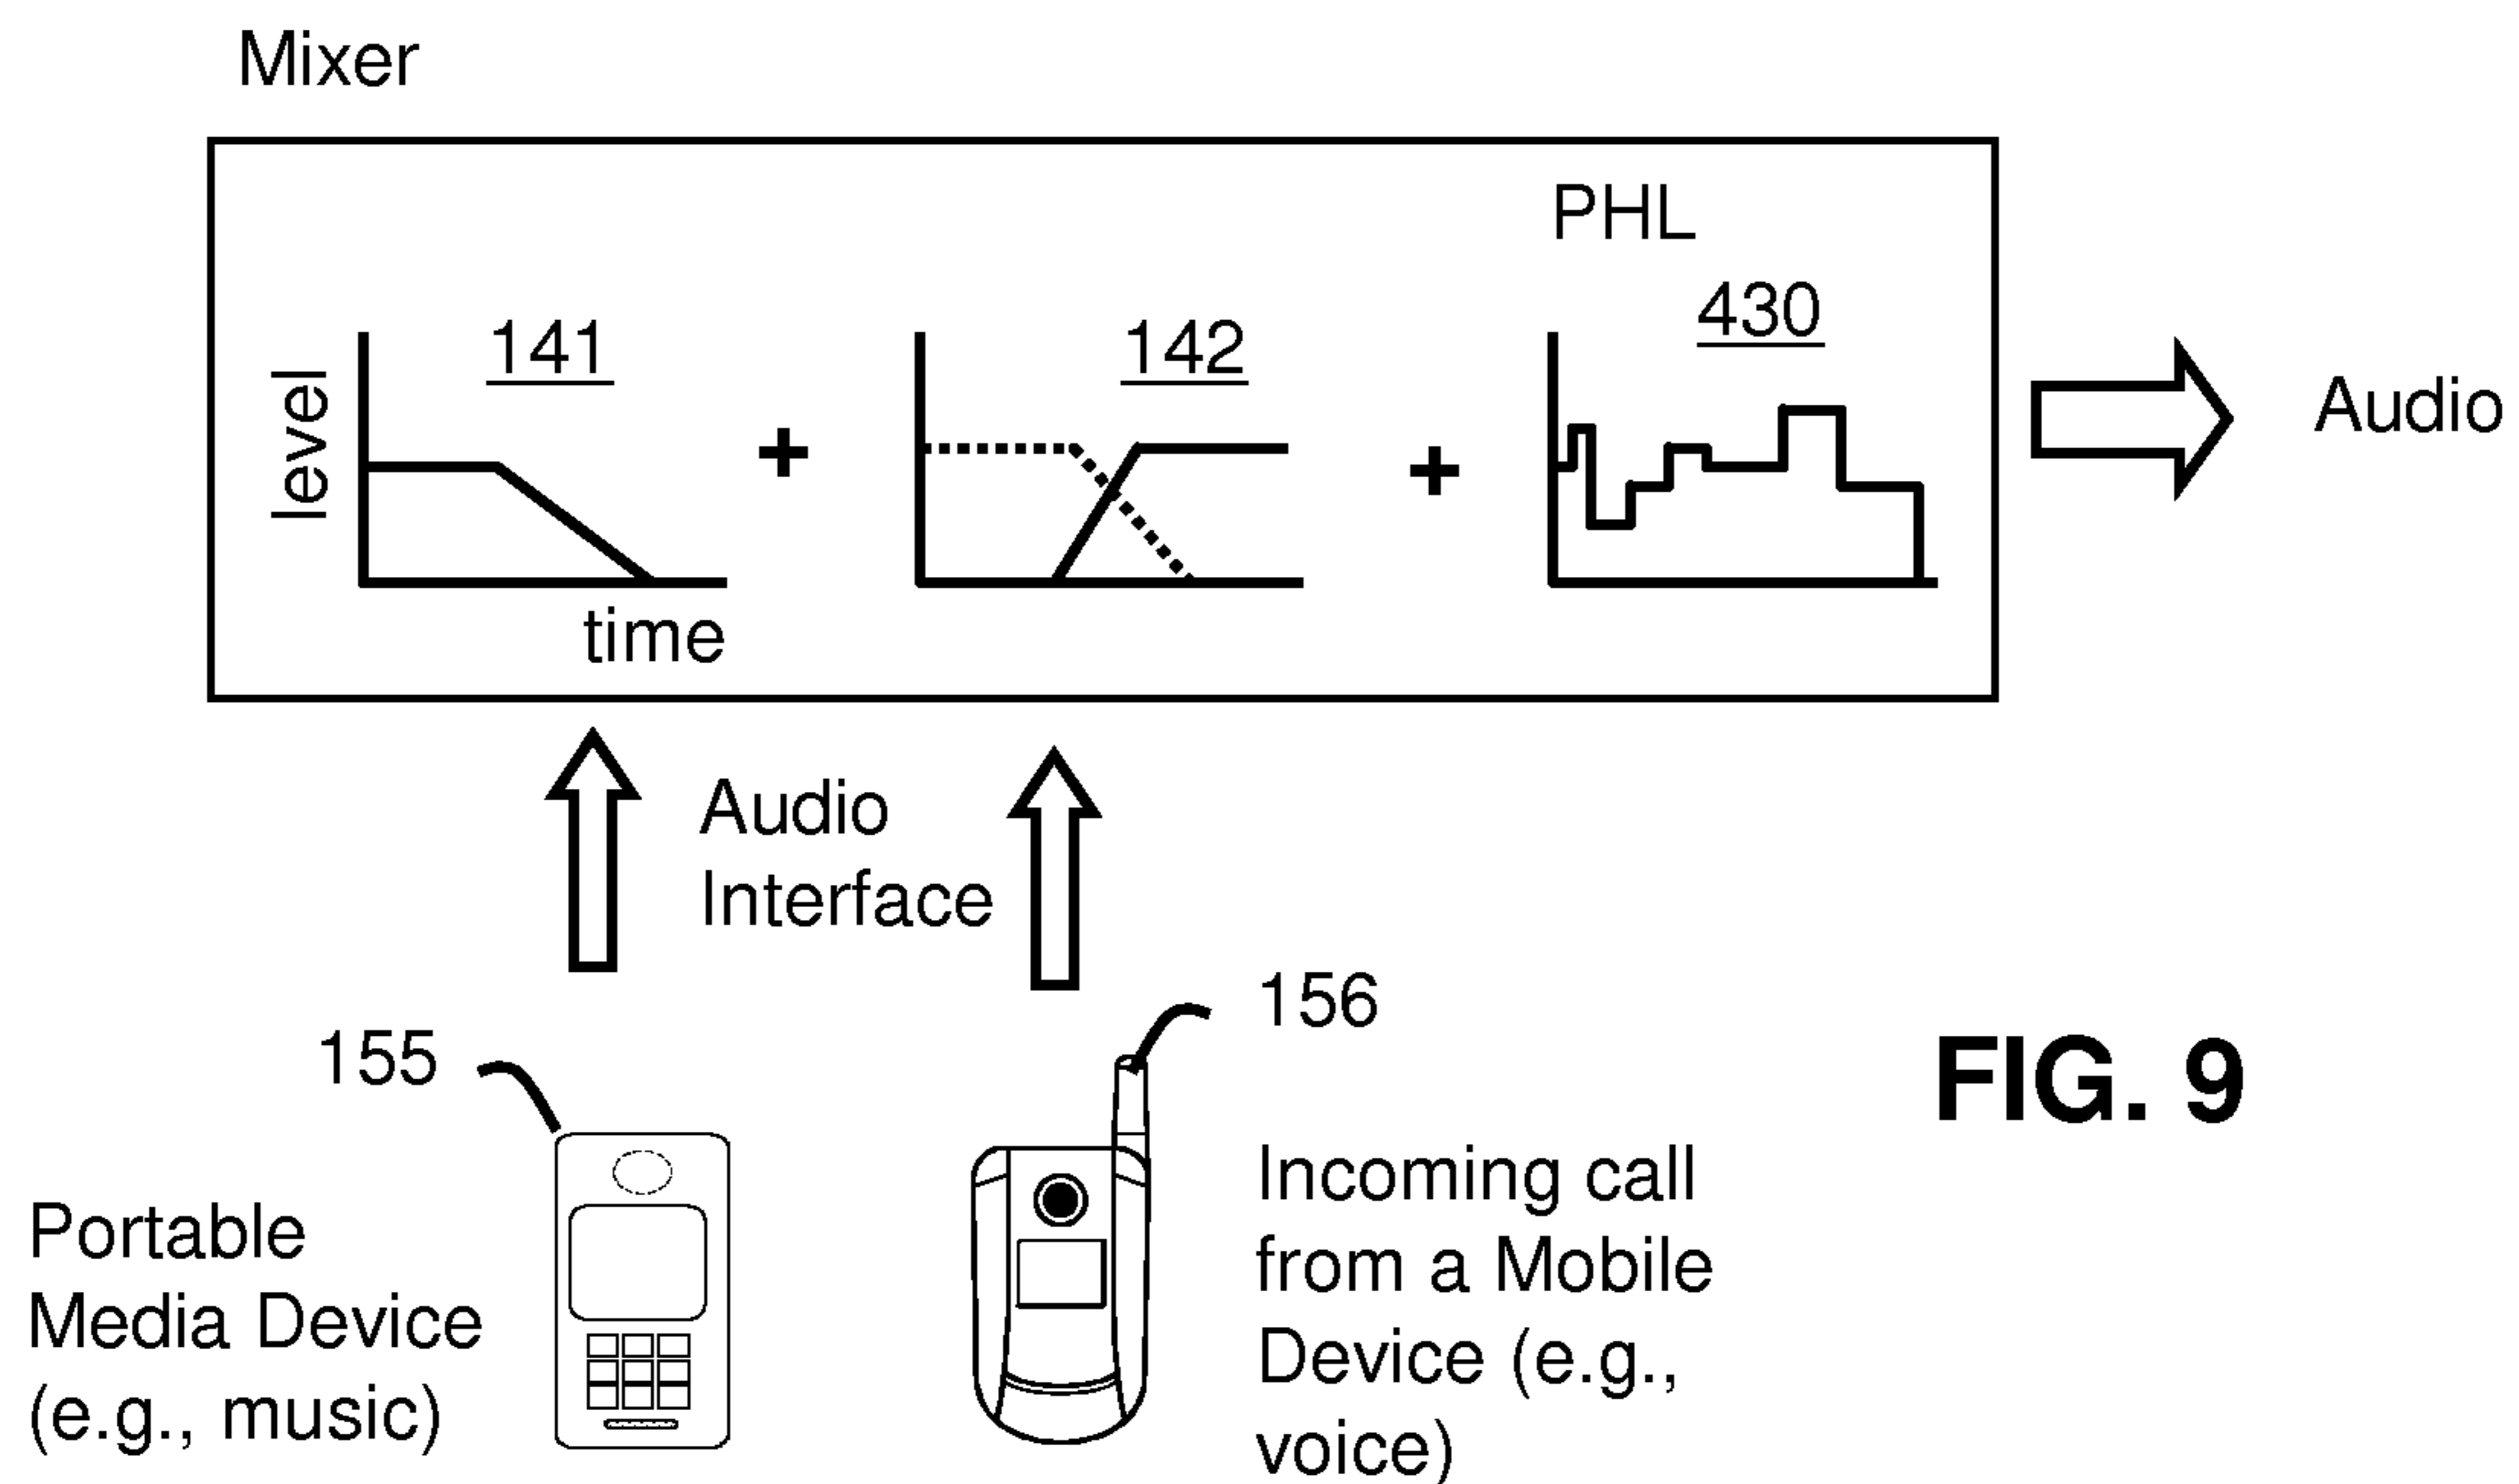 Mixer
PHL
430
141
142
level
+
+
Audio
time
Audio
Interface
156
155
FIG. 9
Portable
Media Device
(e.g., music)
Incoming call
from a Mobile
Device (e.g.,
voice)